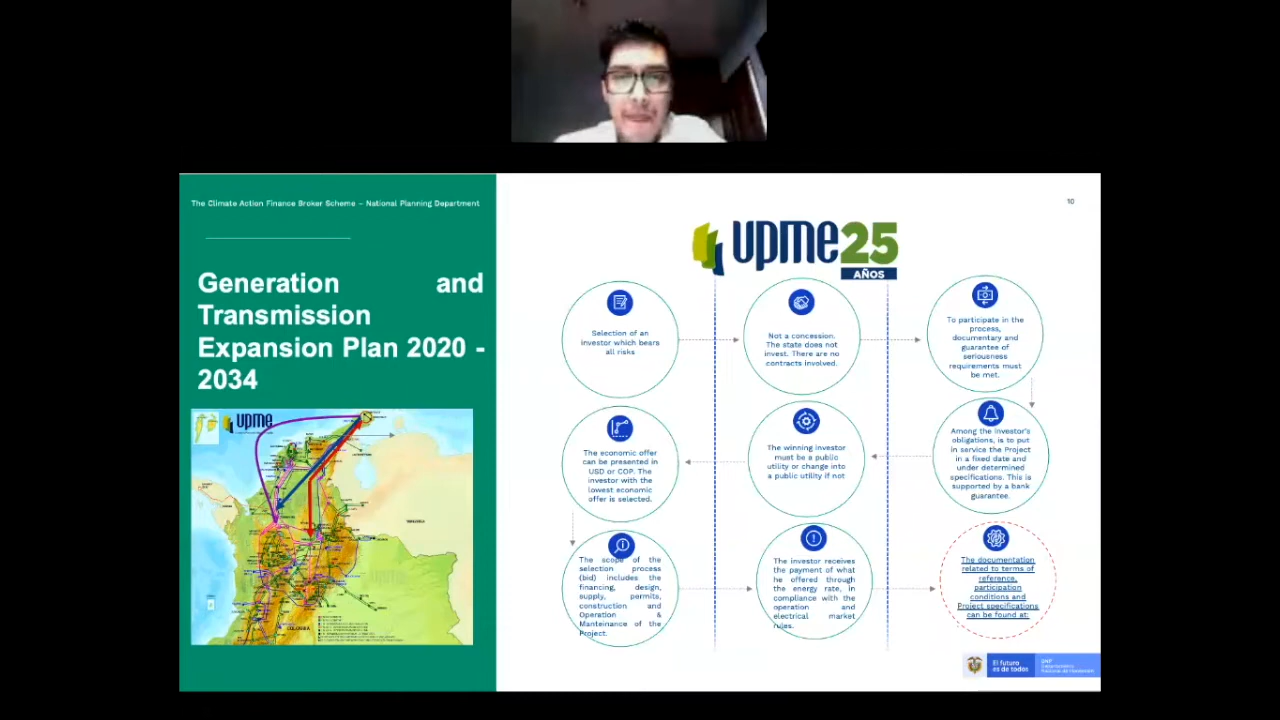 The Climate Action Finance Broker Scheme – National Planning Department
Generation and
Transmission
Expansion Plan 2020 -
2034
upme
COLOMBIA
10
upme25
AÑOS
Selection of an
investor which bears
all risks
Not a concession.
The state does not
invest. There are no
contracts involved.
To participate in the
process,
documentary and
guarantee of
seriousness
requirements must
be met.
Among the investor's
obligations, is to put
in service the Project
in a fixed date and
under determined
specifications. This is
supported by a bank
guarantee.
The winning investor
must be a public
utility or change into
a public utility if not
The economic offer
can be presented in
USD or COP. The
investor with the
lowest economic
offer is selected.
The scope of the
selection process
(bid) includes the
financing, design,
supply, permits,
construction and
Operation &
Manteinance of the
Project.
The investor receives
the payment of what
he offered through
the energy rate, in
compliance with the
operation and
electrical market
rules.
The documentation
related to terms of
reference,
participation
conditions and
Project specifications
can be found at:
El futuro
es de todos
DNP
Departamento
Nacional de Planeación